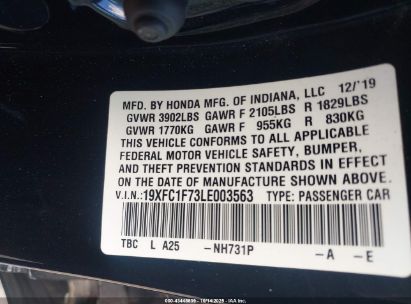 MFD. BY HONDA MFG. OF INDIANA, LLC 12/'19
GVWR 3902LBS GAWR F 2105LBS R 1829LBS
GVWR 1770KG GAWR F 955KG R 830KG
THIS VEHICLE CONFORMS TO ALL APPLICABLE
FEDERAL MOTOR VEHICLE SAFETY, BUMPER,
AND THEFT PREVENTION STANDARDS IN EFFECT
ON THE DATE OF MANUFACTURE SHOWN ABOVE.
V.I.N.: 19XFC1F73LE003563 TYPE: PASSENGER CAR
TBC L A25 -NH731P -A -E